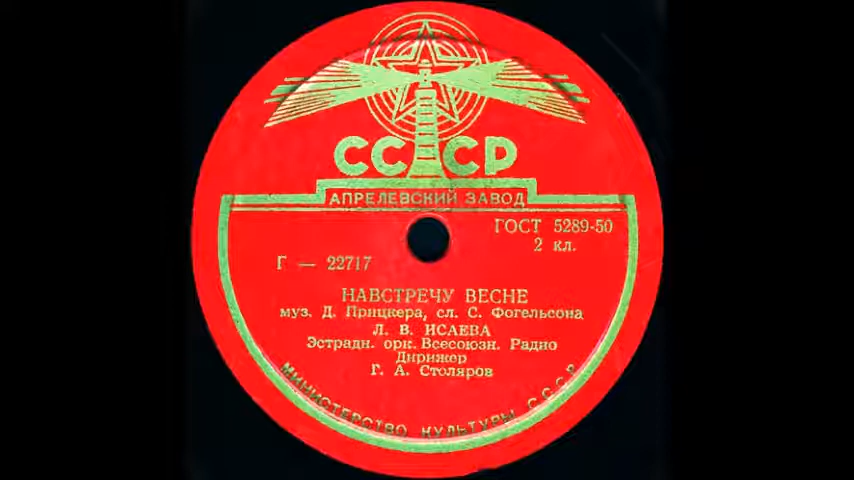 СССР
АПРЕЛЕВСКИЙ ЗАВОД
ГОСТ 5289-50
2 кл.
Г — 22717
НАВСТРЕЧУ ВЕСНЕ
муз. Д. Прицкера, сл. С. Фогельсона
Л. В. ИСАЕВА
Эстрадн. орк. Всесоюзн. Радио
Дирижер
Г. А. Столяров
МИНИСТЕРСТВО КУЛЬТУРЫ СССР